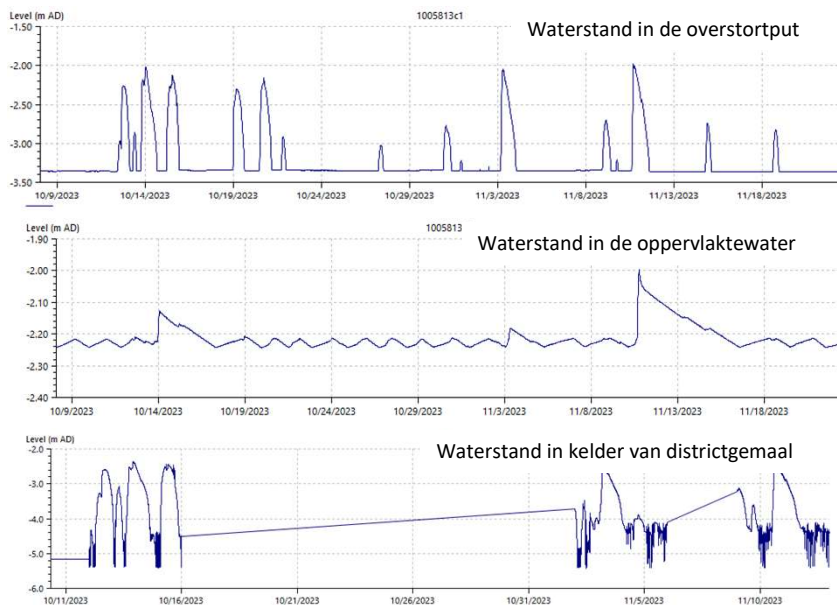 Level (m AD)
1005813c1
Waterstand in de overstortput
-1.50
-2.00
-2.50
-3.00
-3.50
10/9/2023 10/14/2023 10/19/2023 10/24/2023 10/29/2023 11/3/2023 11/8/2023 11/13/2023 11/18/2023
Level (m AD)
1005813
Waterstand in de oppervlaktewater
-1.90
-2.00
-2.10
-2.20
-2.30
-2.40
10/9/2023 10/14/2023 10/19/2023 10/24/2023 10/29/2023 11/3/2023 11/8/2023 11/13/2023 11/18/2023
Level (m AD)
Waterstand in kelder van districtgemaal
-2.0
-3.0
-4.0
-5.0
-6.0
10/11/2023 10/16/2023 10/21/2023 10/26/2023 10/31/2023 11/5/2023 11/10/2023